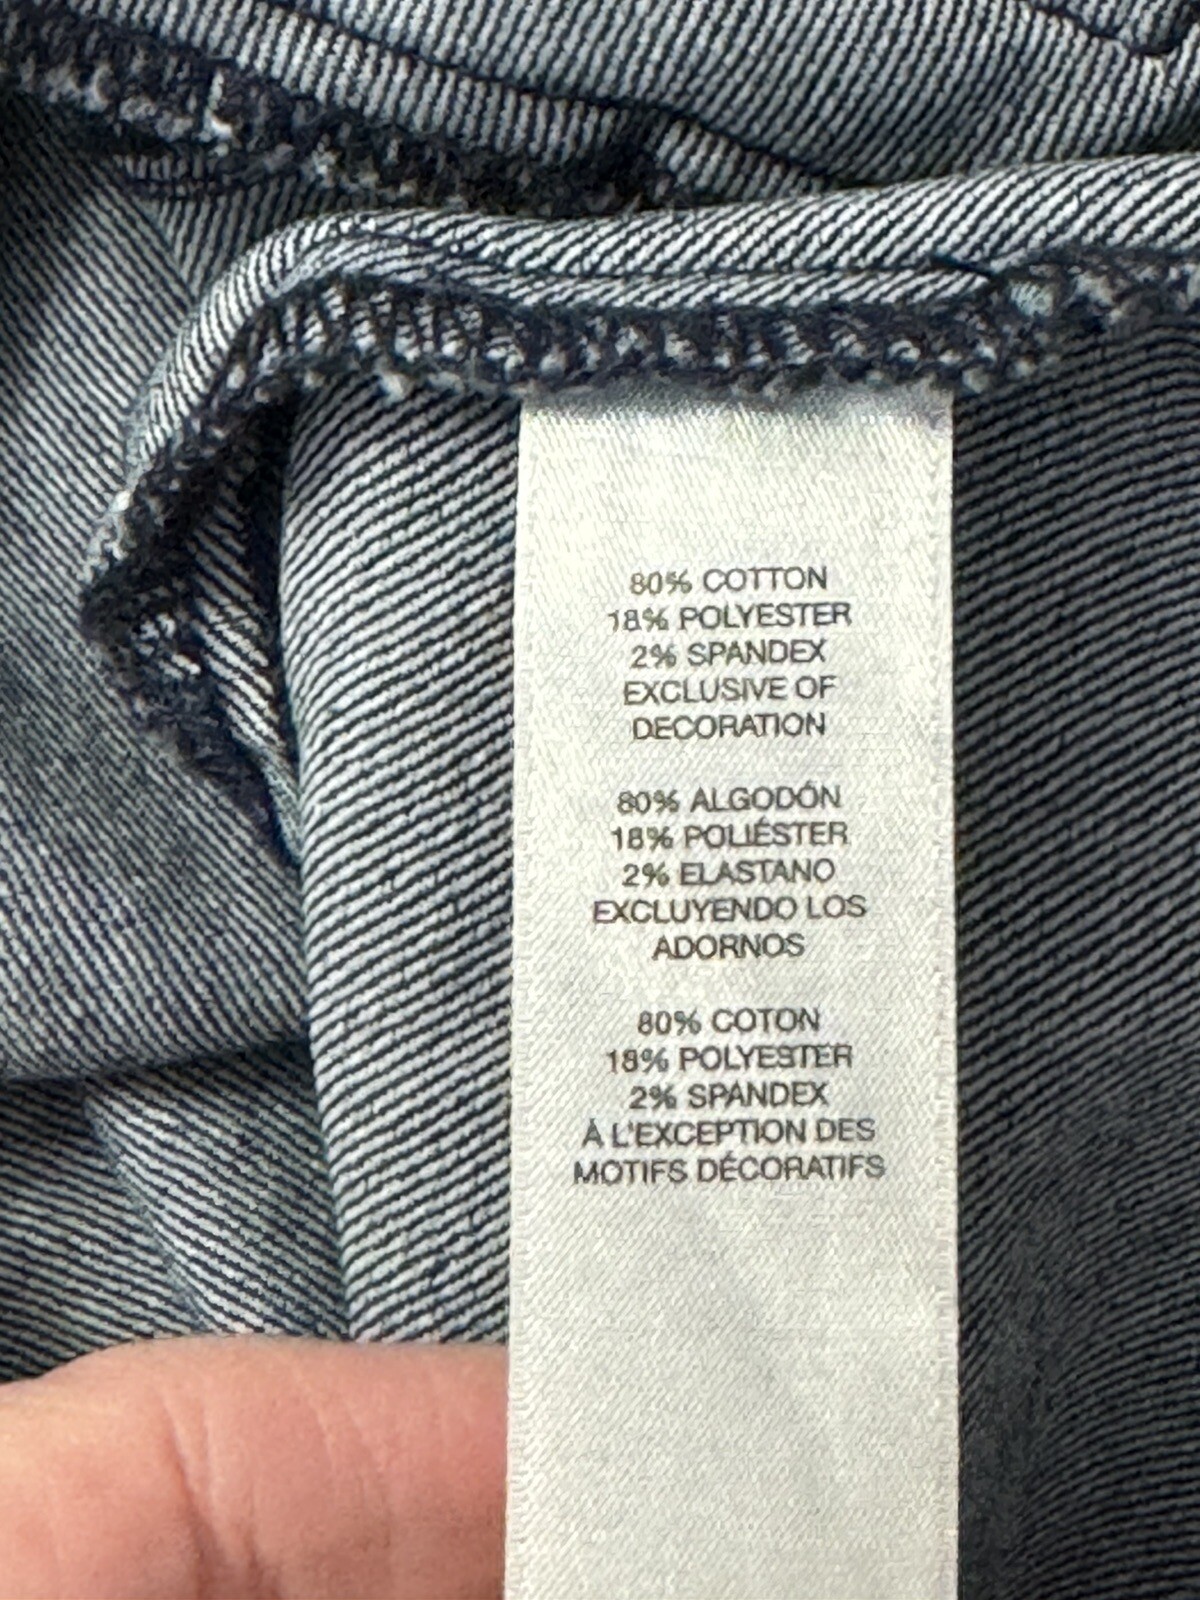 80% COTTON
18% POLYESTER
2% SPANDEX
EXCLUSIVE OF
DECORATION
80% ALGODÓN
18% POLIÉSTER
2% ELASTANO
EXCLUYENDO LOS
ADORNOS
80% COTON
18% POLYESTER
2% SPANDEX
À L'EXCEPTION DES
MOTIFS DÉCORATIFS